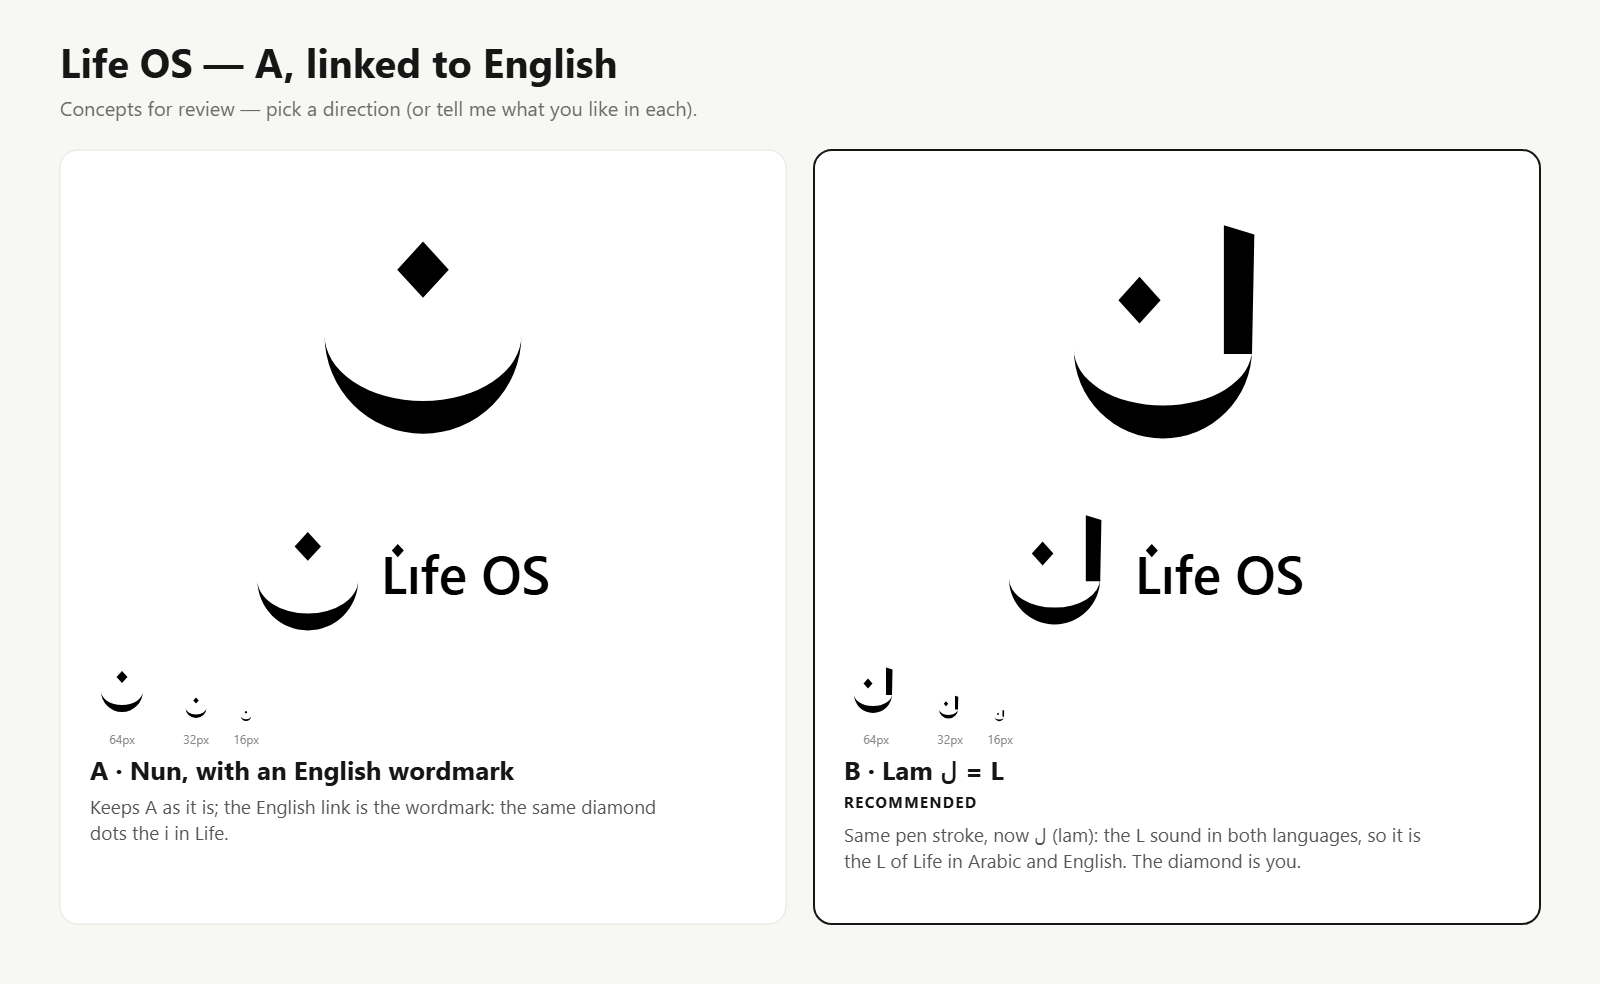 Life OS — A, linked to English
Concepts for review — pick a direction (or tell me what you like in each).
ن
ن Life OS
64px 32px 16px
A · Nun, with an English wordmark
Keeps A as it is; the English link is the wordmark: the same diamond
dots the i in Life.
ل
ل Life OS
64px 32px 16px
B · Lam ل = L
RECOMMENDED
Same pen stroke, now ل (lam): the L sound in both languages, so it is
the L of Life in Arabic and English. The diamond is you.